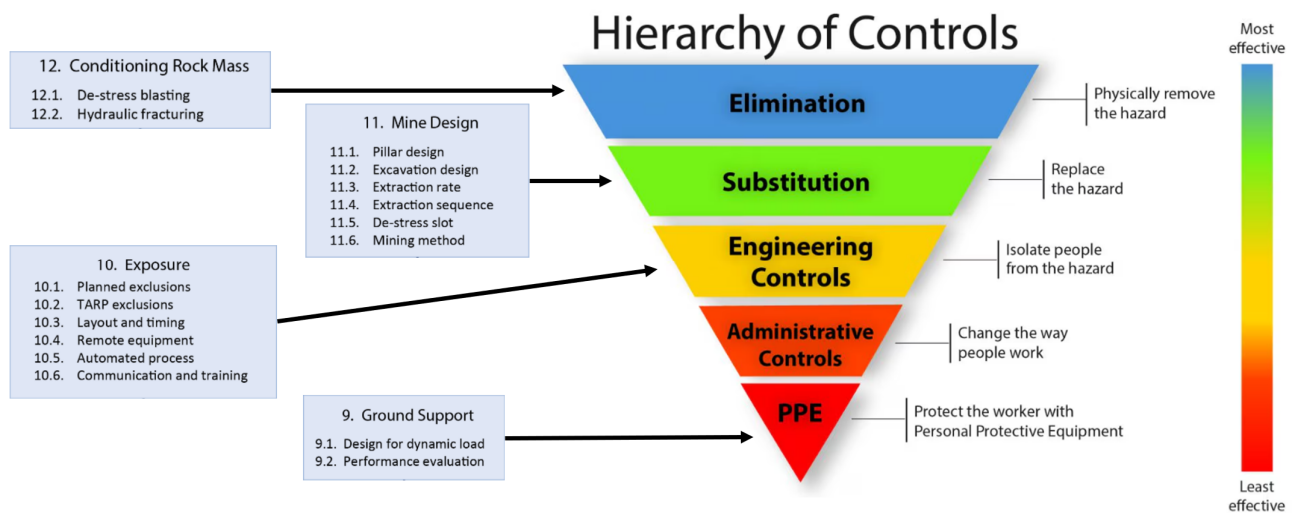 Hierarchy of Controls
12. Conditioning Rock Mass
12.1. De-stress blasting
12.2. Hydraulic fracturing
11. Mine Design
11.1. Pillar design
11.2. Excavation design
11.3. Extraction rate
11.4. Extraction sequence
11.5. De-stress slot
11.6. Mining method
10. Exposure
10.1. Planned exclusions
10.2. TARP exclusions
10.3. Layout and timing
10.4. Remote equipment
10.5. Automated process
10.6. Communication and training
9. Ground Support
9.1. Design for dynamic load
9.2. Performance evaluation
Elimination
Physically remove
the hazard
Substitution
Replace
the hazard
Engineering
Controls
Isolate people
from the hazard
Administrative
Controls
Change the way
people work
PPE
Protect the worker with
Personal Protective Equipment
Most
effective
Least
effective